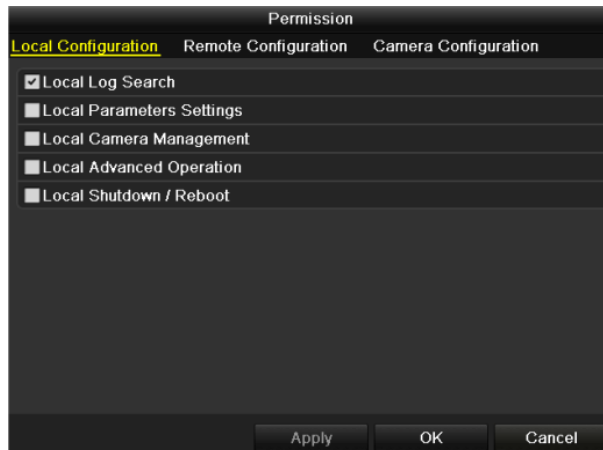 Permission
Local Configuration Remote Configuration Camera Configuration
Local Log Search
Local Parameters Settings
Local Camera Management
Local Advanced Operation
Local Shutdown / Reboot
Apply OK Cancel